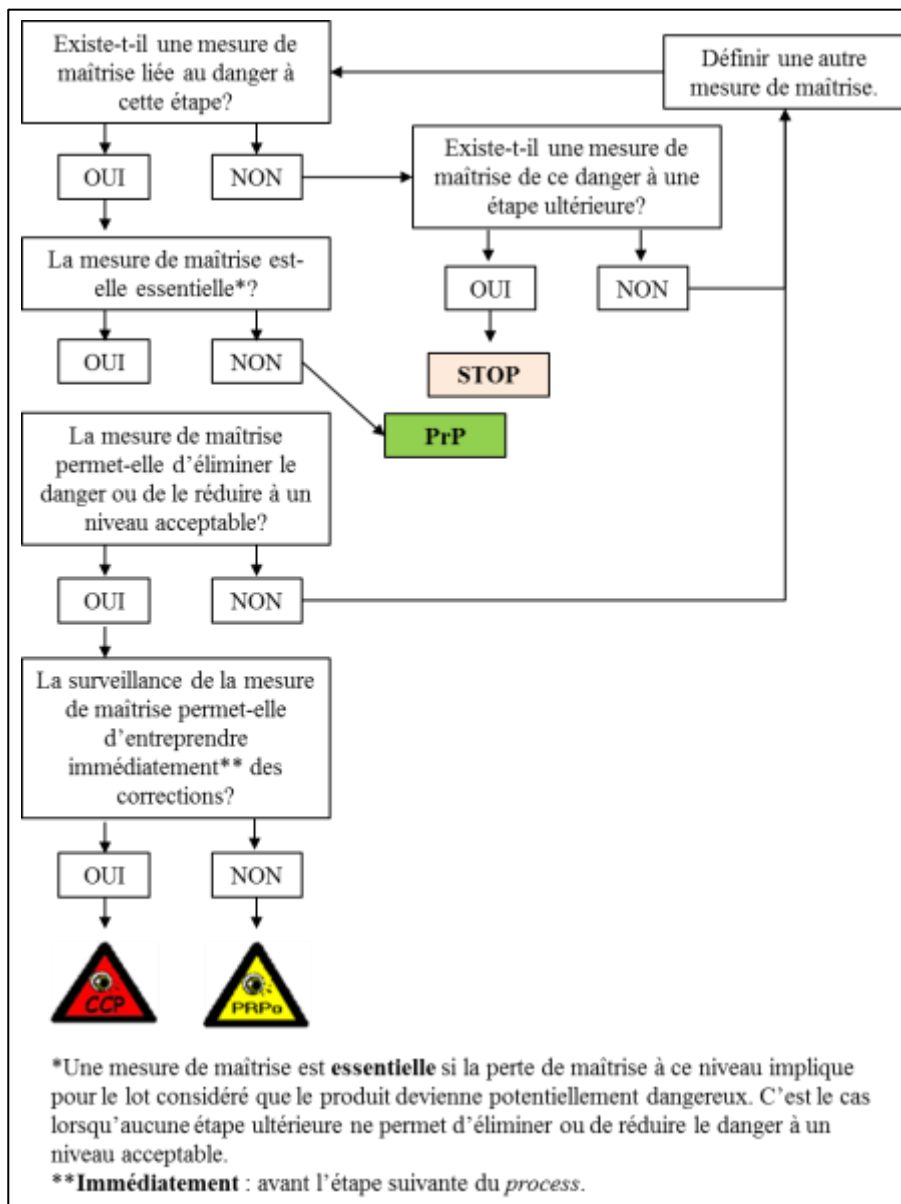 Existe-t-il une mesure de
maîtrise liée au danger à
cette étape?
Définir une autre
mesure de maîtrise.
OUI
NON
Existe-t-il une mesure de
maîtrise de ce danger à une
étape ultérieure?
La mesure de maîtrise est-
elle essentielle*?
OUI
NON
OUI
NON
STOP
PrP
La mesure de maîtrise
permet-elle d'éliminer le
danger ou de le réduire à un
niveau acceptable?
OUI
NON
La surveillance de la mesure
de maîtrise permet-elle
d'entreprendre
immédiatement** des
corrections?
OUI
NON
CCP
PRPo
*Une mesure de maîtrise est essentielle si la perte de maîtrise à ce niveau implique
pour le lot considéré que le produit devienne potentiellement dangereux. C'est le cas
lorsqu'aucune étape ultérieure ne permet d'éliminer ou de réduire le danger à un
niveau acceptable.
**Immédiatement : avant l'étape suivante du process.